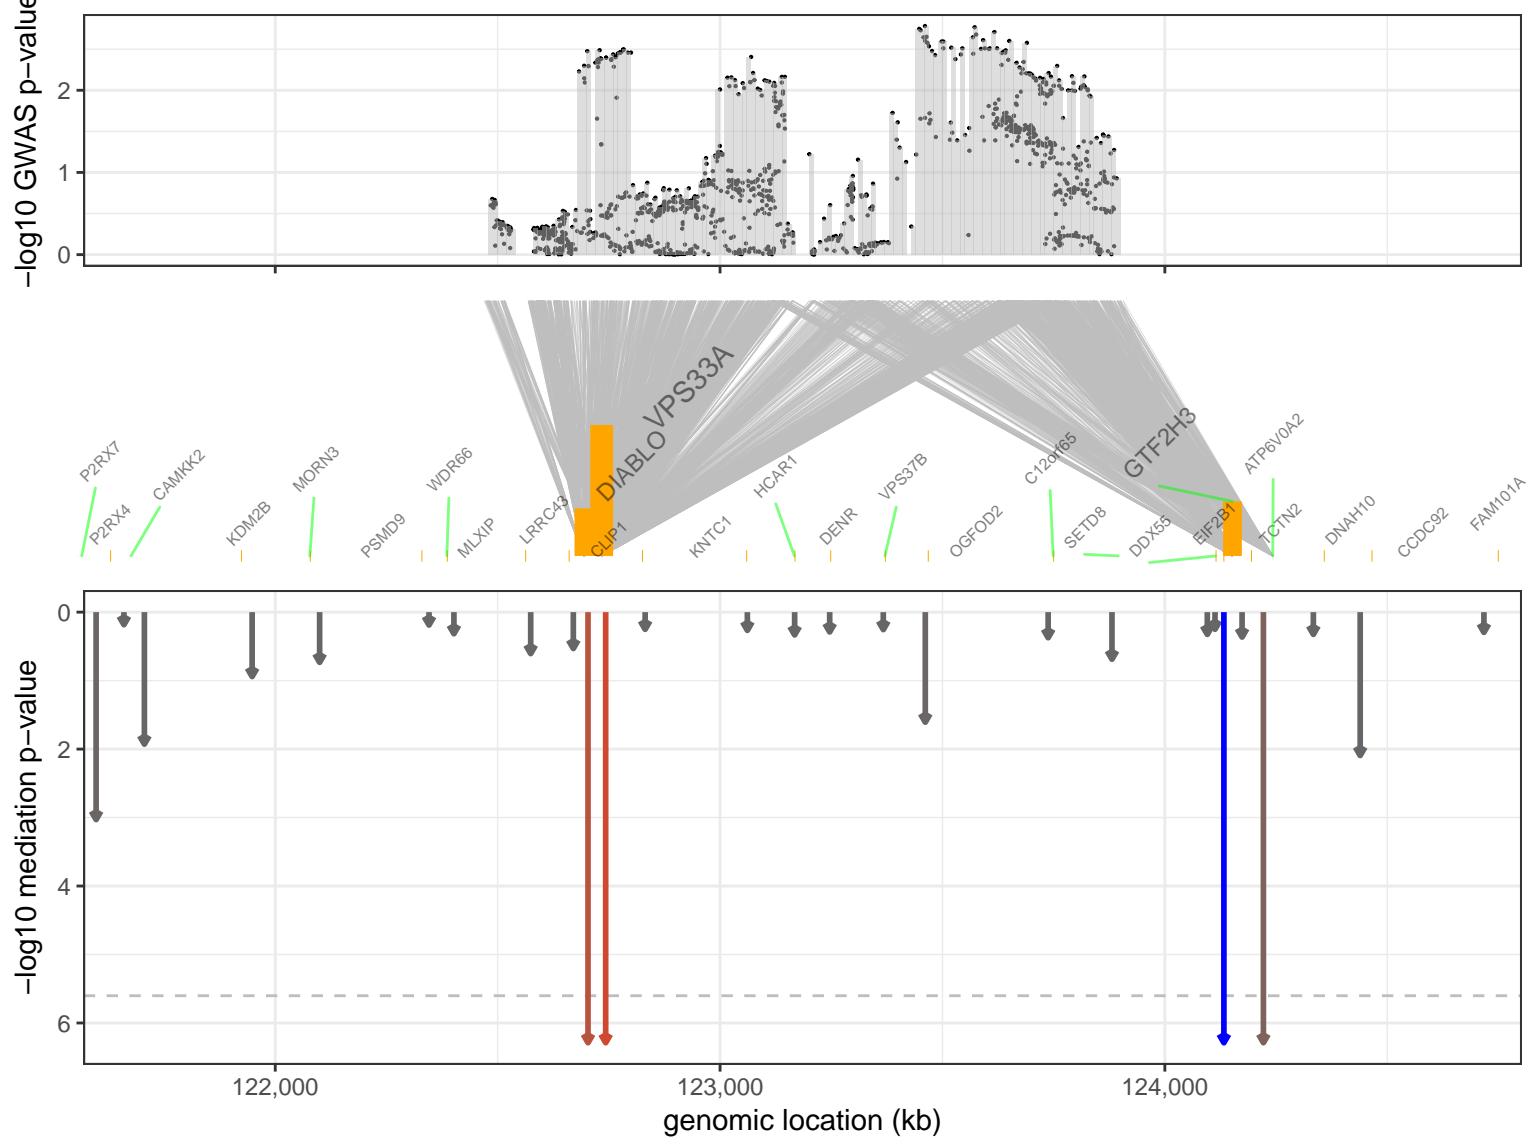 −log10 GWAS p−value
2
1
0
P2RX7
P2RX4
CAMKK2
KDM2B
MORN3
PSMD9
WDR66
MLXIP
LRRC43
DIABLO
CLIP1
VPS33A
KNTC1
HCAR1
DENR
VPS37B
OGFOD2
C12orf65
SETD8
DDX55
GTF2H3
EIF2B1
ATP6V0A2
TCTN2
DNAH10
CCDC92
FAM101A
−log10 mediation p−value
0
2
4
6
122,000
123,000
124,000
genomic location (kb)